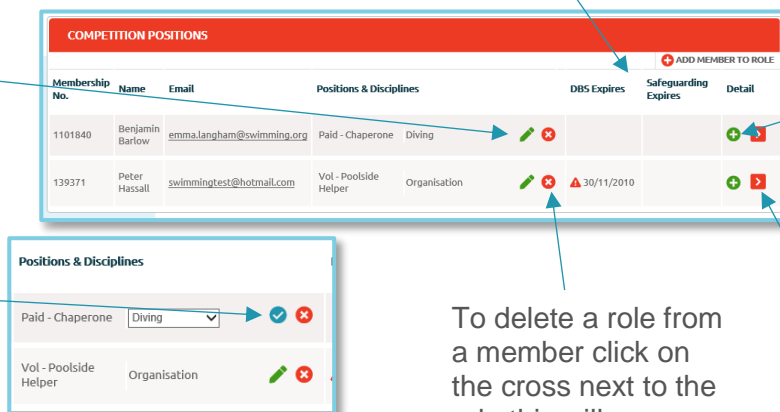 COMPETITION POSITIONS
ADD MEMBER TO ROLE
Membership No. Name Email Positions & Disciplines DBS Expires Safeguarding Expires Detail
1101840 Benjamin Barlow emma.langham@swimming.org Paid - Chaperone Diving
139371 Peter Hassall swimmingtest@hotmail.com Vol - Poolside Helper Organisation 30/11/2010
Positions & Disciplines
Paid - Chaperone Diving
Vol - Poolside Helper Organisation
To delete a role from
a member click on
the cross next to the